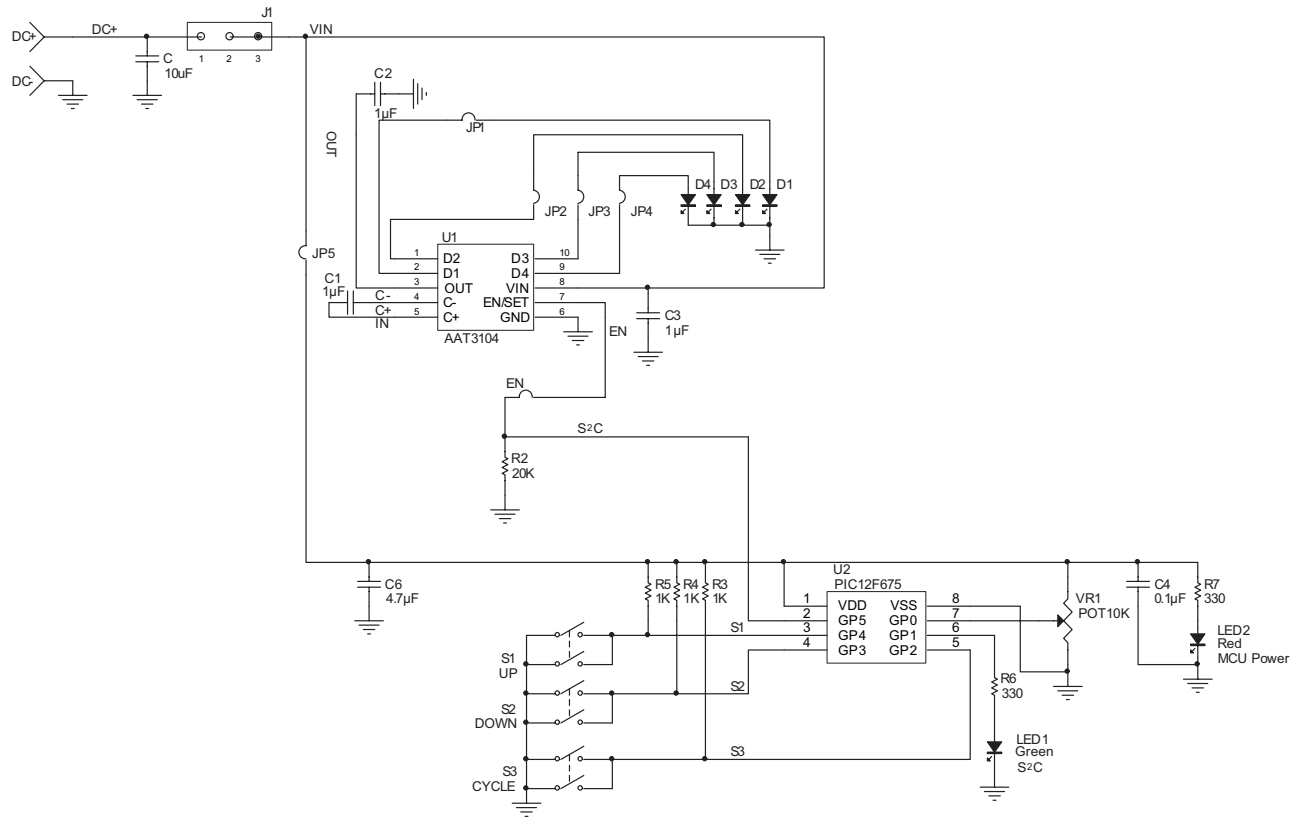 J1
DC+
DC+
VIN
C
10uF
1 2 3
DC-
C2
1µF
OUT
JP1
D4 D3 D2 D1
JP2 JP3 JP4
JP5
U1
1 D2 D3 10
2 D1 D4 9
3 OUT VIN 8
4 C- EN/SET 7
5 C+ GND 6
AAT3104
C1
1µF
C-
C+
IN
C3
1µF
EN
EN
S2C
R2
20K
C6
4.7µF
R5
1K
R4
1K
R3
1K
U2
PIC12F675
1 VDD VSS 8
2 GP5 GP0 7
3 GP4 GP1 6
4 GP3 GP2 5
VR1
POT10K
C4
0.1µF
R7
330
LED2
Red
MCU Power
S1
S1
UP
S2
S2
DOWN
S3
S3
CYCLE
R6
330
LED1
Green
S2C